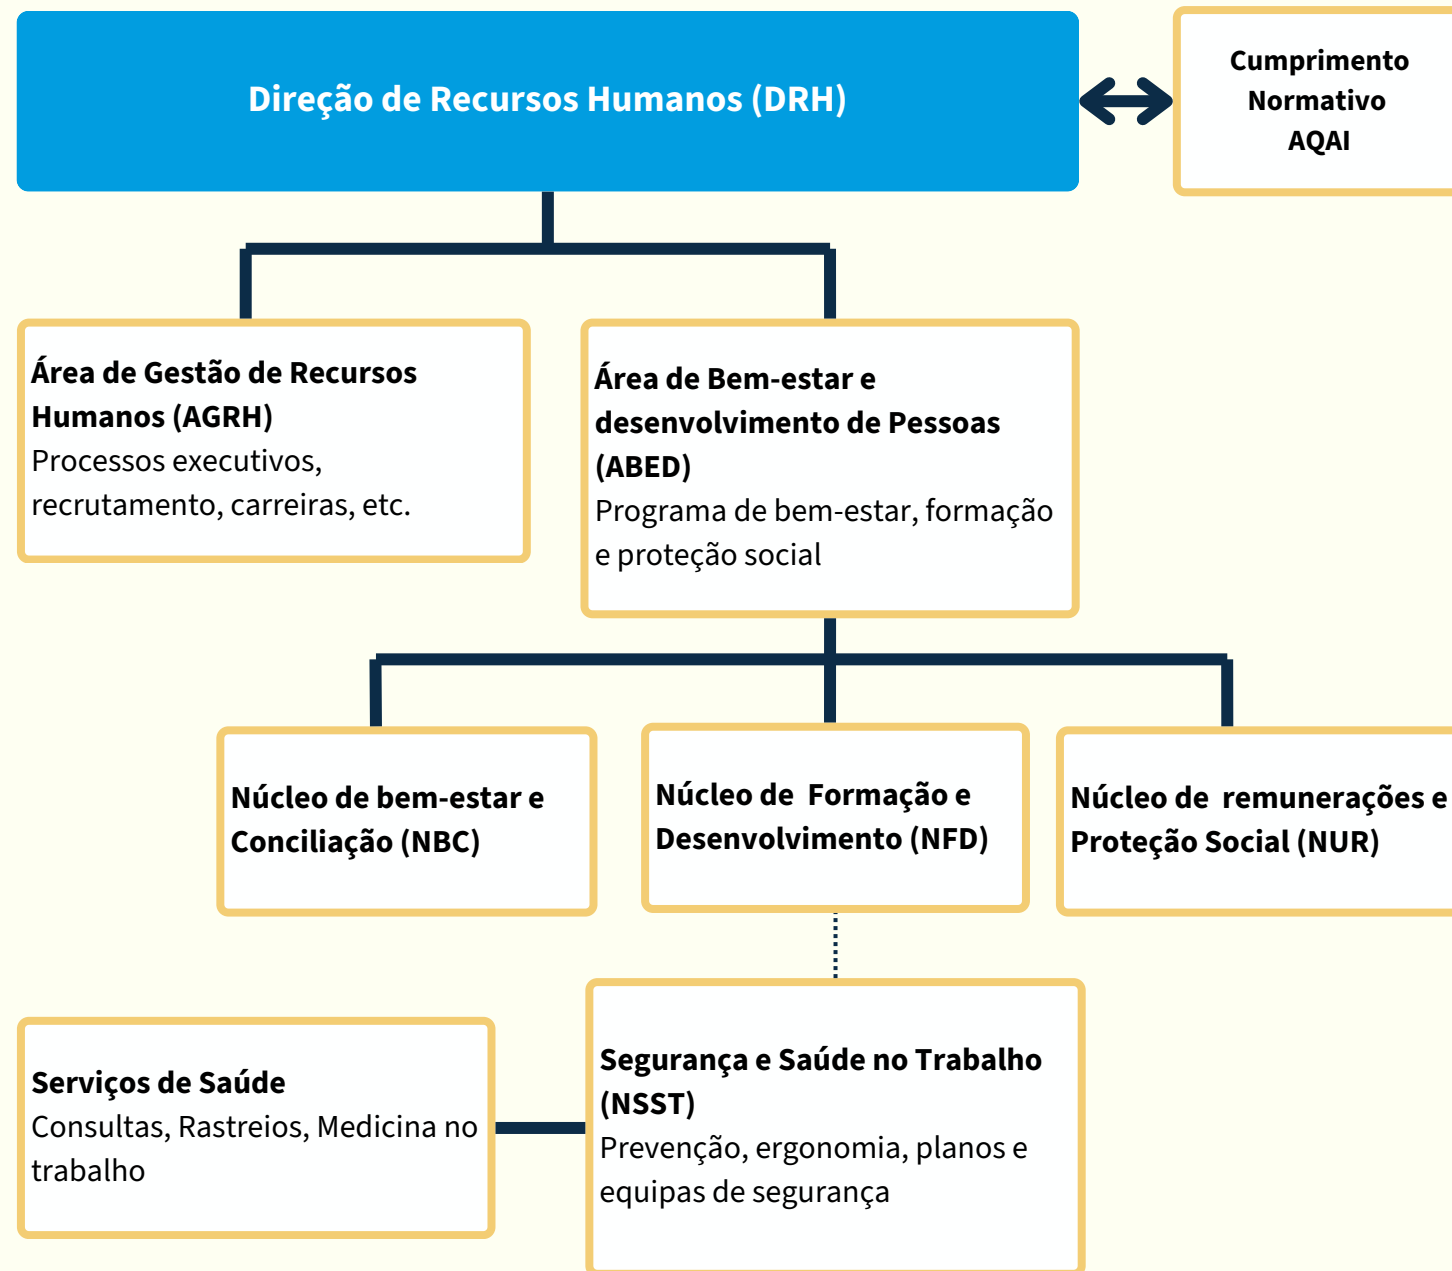 Direção de Recursos Humanos (DRH)
Cumprimento
Normativo
AQAI
Área de Gestão de Recursos
Humanos (AGRH)
Processos executivos,
recrutamento, carreiras, etc.
Área de Bem-estar e
desenvolvimento de Pessoas
(ABED)
Programa de bem-estar, formação
e proteção social
Núcleo de bem-estar e
Conciliação (NBC)
Núcleo de  Formação e
Desenvolvimento (NFD)
Núcleo de  remunerações e
Proteção Social (NUR)
Serviços de Saúde
Consultas, Rastreios, Medicina no
trabalho
Segurança e Saúde no Trabalho
(NSST)
Prevenção, ergonomia, planos e
equipas de segurança